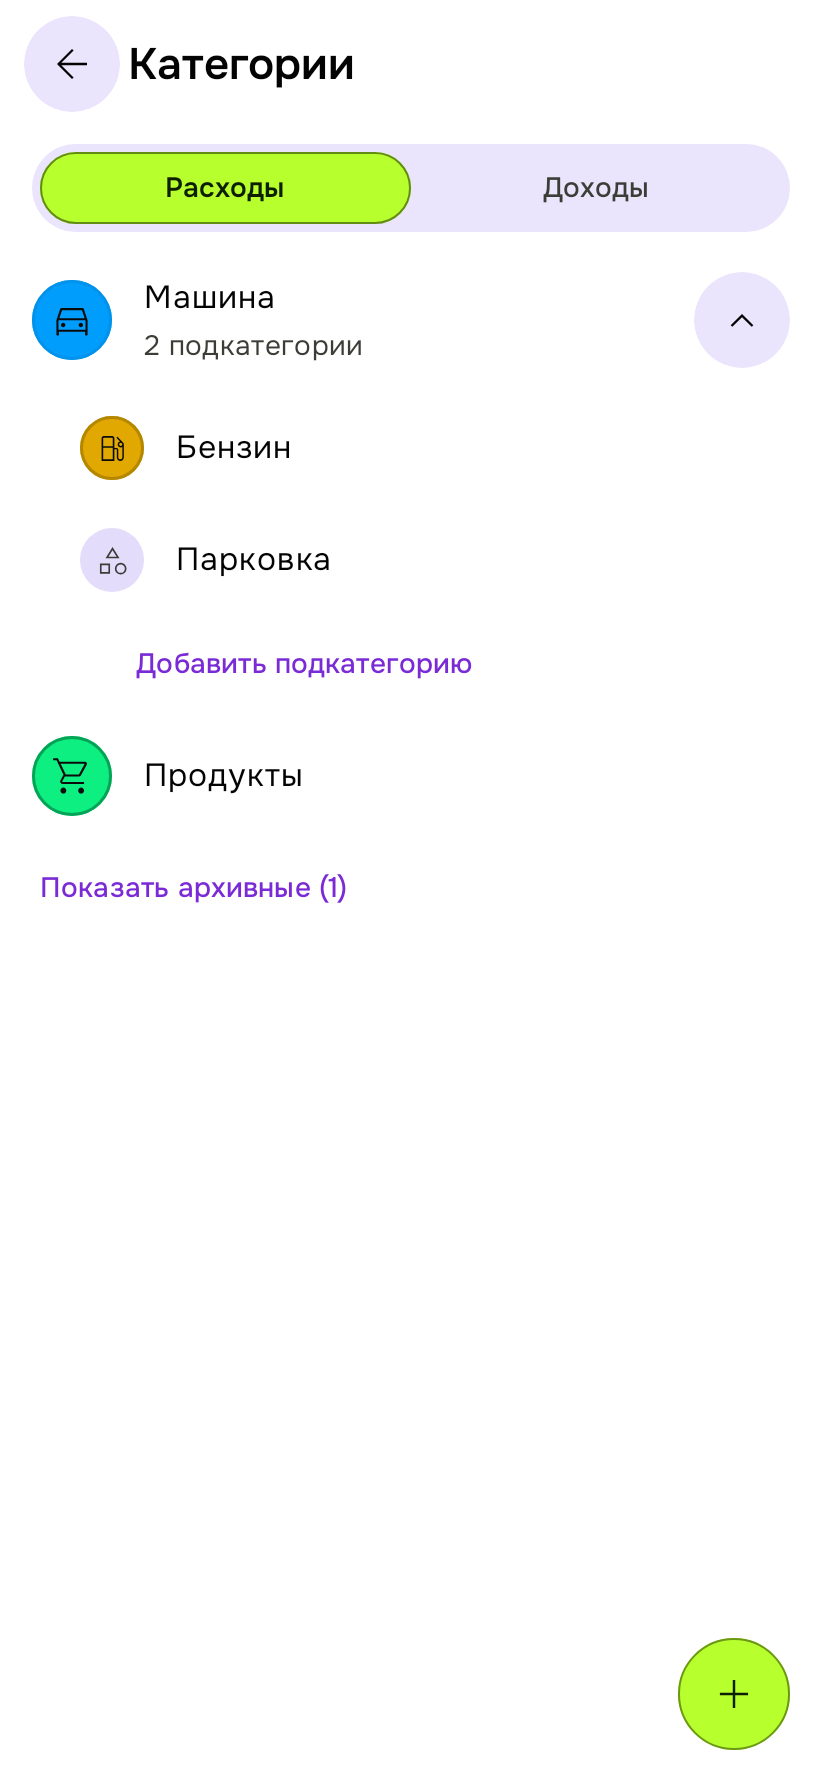 Категории
Расходы
Доходы
Машина
2 подкатегории
Бензин
Парковка
Добавить подкатегорию
Продукты
Показать архивные (1)